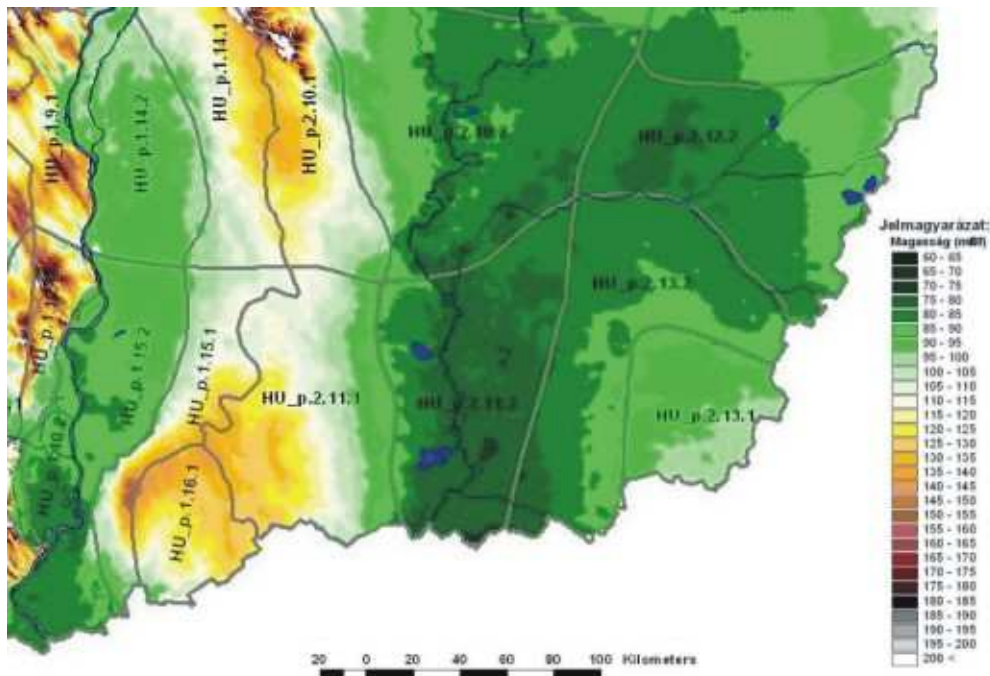 HU_p.1.9.1
HU_p.1.14.2
HU_p.1.14.1
HU_p.2.10.1
HU_p.2.12.2
HU_p.2.13.2
HU_p.1.15.2
HU_p.1.15.1
HU_p.2.11.1
HU_p.2.13.1
HU_p.1.16.1
Jelmagyarázat:
60 - 65
65 - 70
70 - 75
75 - 80
80 - 85
85 - 90
90 - 95
95 - 100
100 - 105
105 - 110
110 - 115
115 - 120
120 - 125
125 - 130
130 - 135
135 - 140
140 - 145
145 - 150
150 - 155
155 - 160
160 - 165
165 - 170
170 - 175
175 - 180
180 - 185
185 - 190
190 - 195
195 - 200
200 <
20 0 20 40 60 80 100 Kilometers